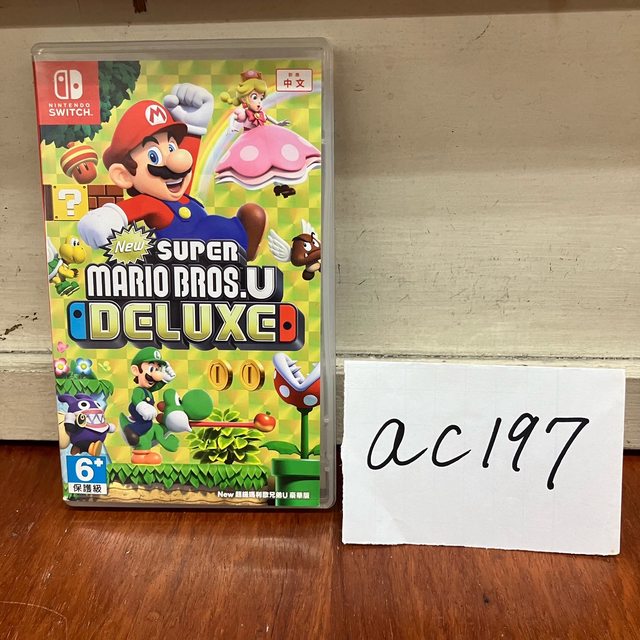 NINTENDO
SWITCH
對應
中文
M
?
New
SUPER
MARIO BROS.U
DELUXE
6+
保護級
New 超級瑪利歐兄弟U 豪華版
ac197